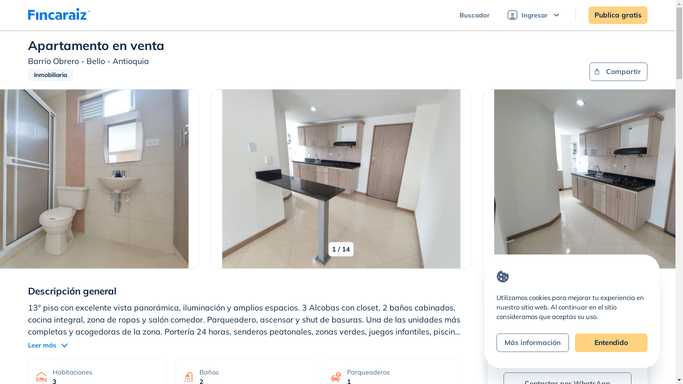 Fincaraiz
Buscador
Ingresar
Publica gratis
Apartamento en venta
Barrio Obrero - Bello - Antioquia
Inmobiliaria
Compartir
1 / 14
Descripción general
13° piso con excelente vista panorámica, iluminación y amplios espacios. 3 Alcobas con closet, 2 baños cabinados,
cocina integral, zona de ropas y salón comedor. Parqueadero, ascensor y shut de basuras. Una de las unidades más
completas y acogedoras de la zona. Portería 24 horas, senderos peatonales, zonas verdes, juegos infantiles, piscin...
Leer más
Habitaciones
3
Baños
2
Parqueaderos
1
Utilizamos cookies para mejorar tu experiencia en
nuestro sitio web. Al continuar en el sitio
consideramos que aceptas su uso.
Más información
Entendido
Contactar por WhatsApp